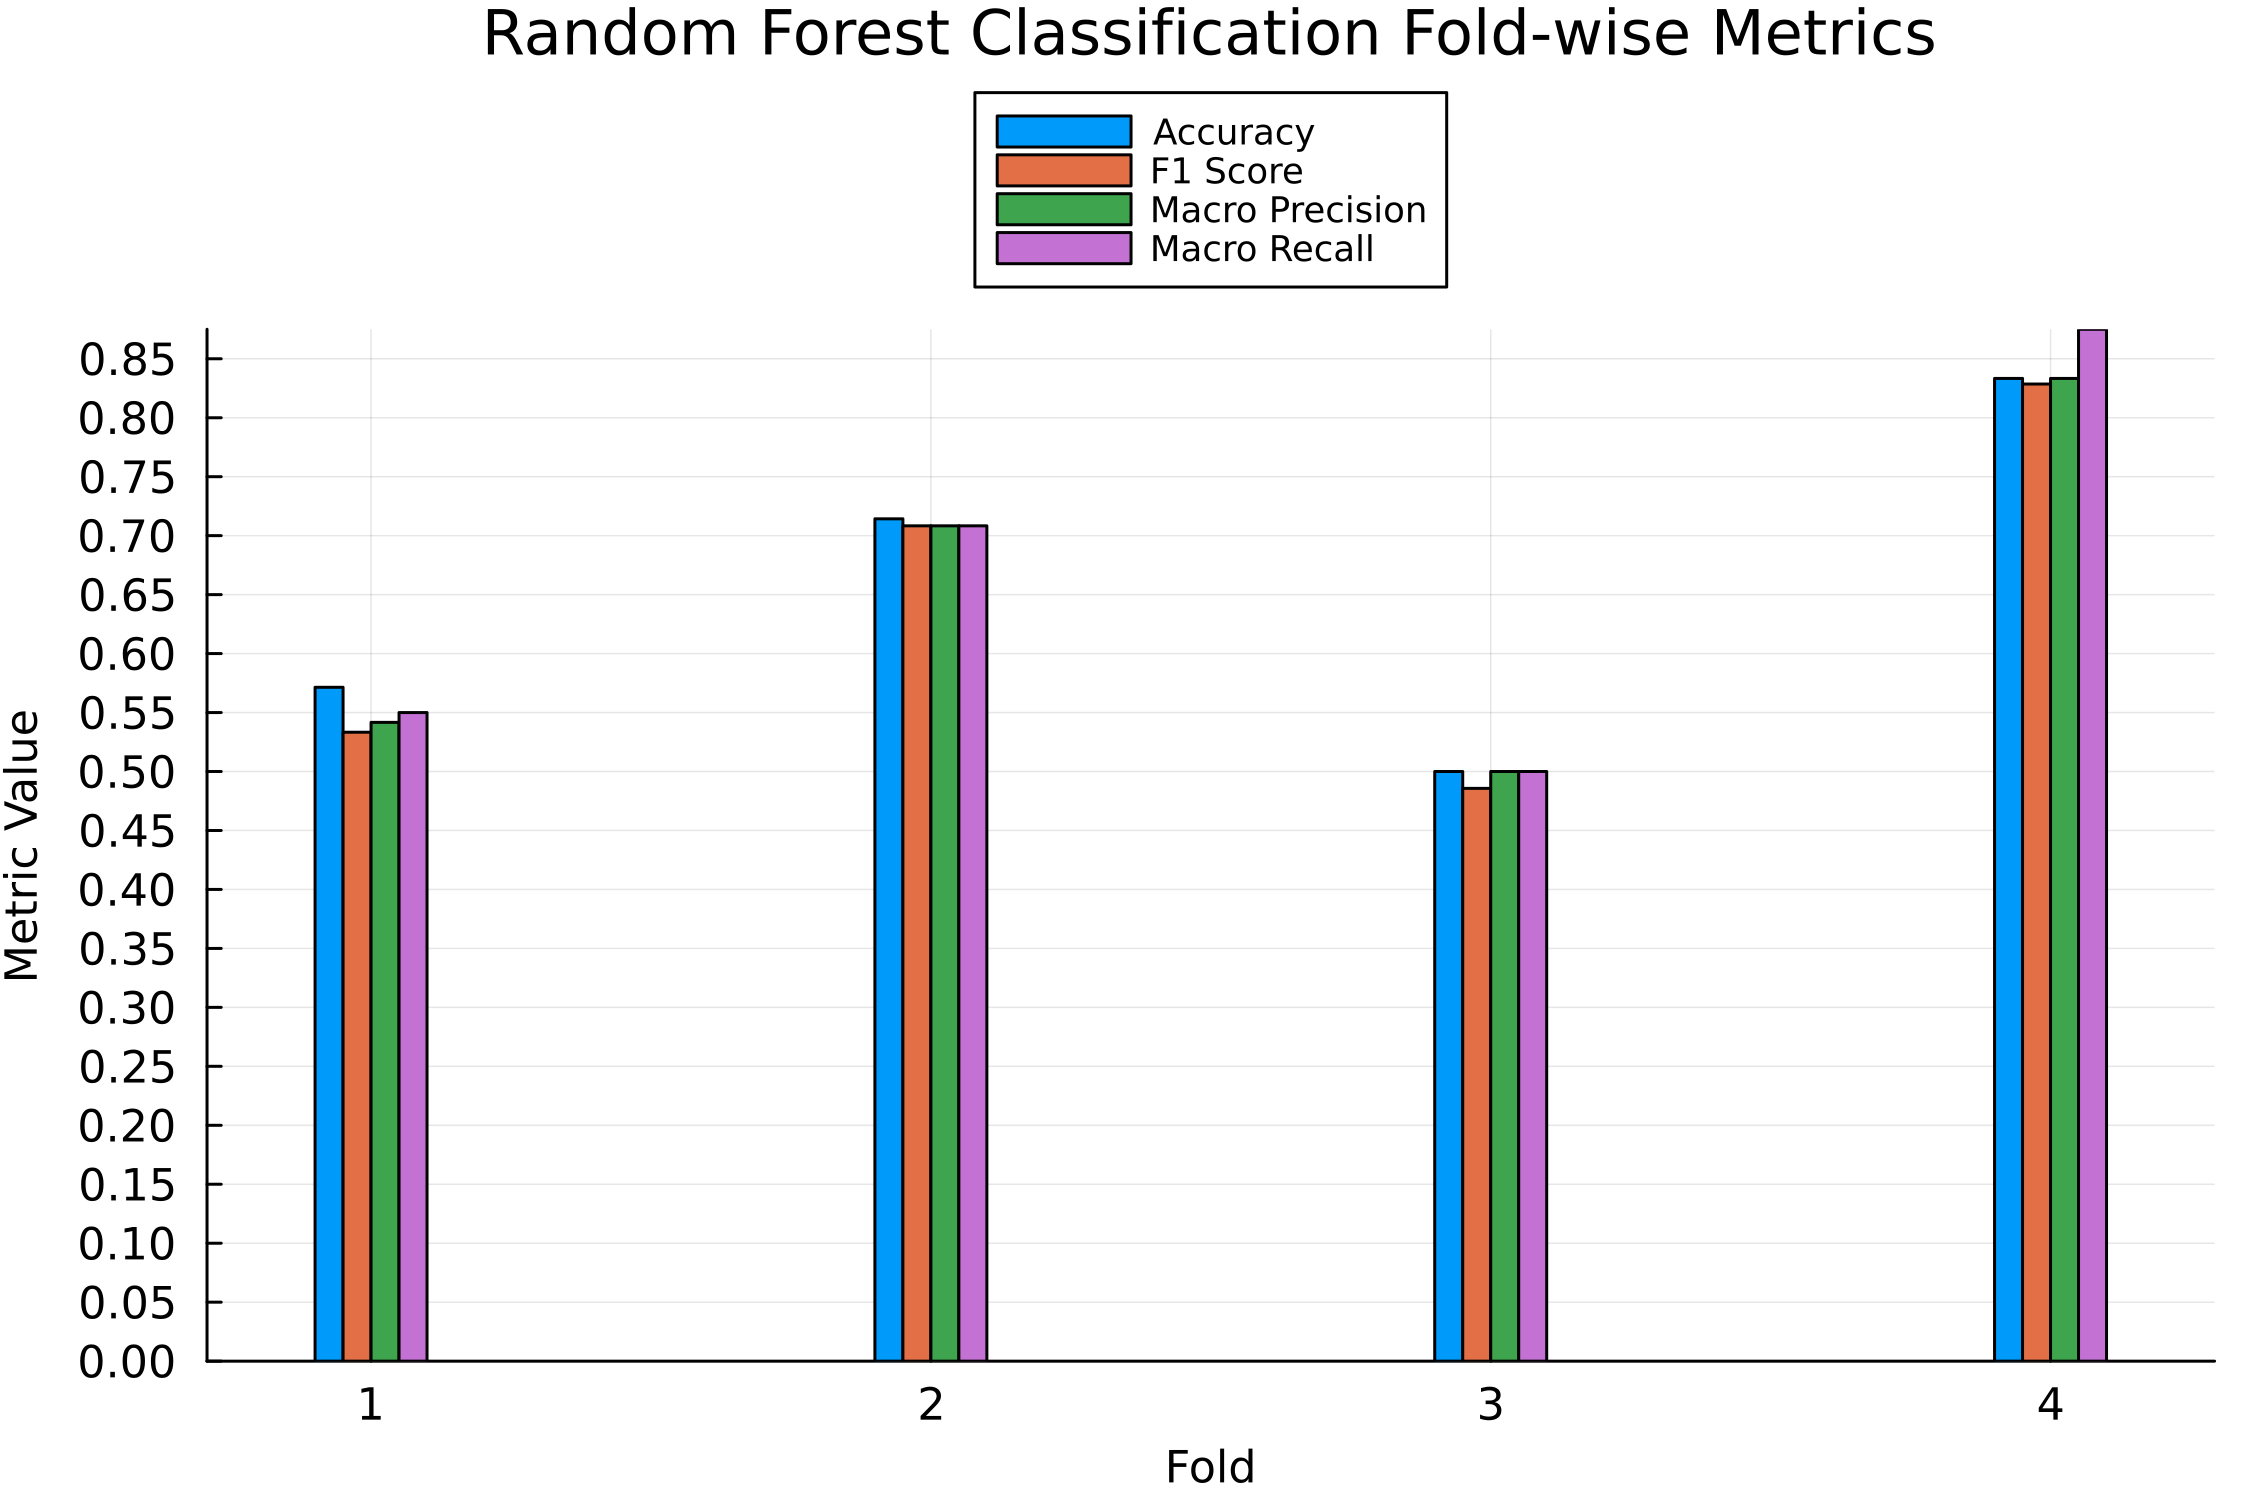 Random Forest Classification Fold-wise Metrics
Accuracy
F1 Score
Macro Precision
Macro Recall
0.85
0.80
0.75
0.70
0.65
0.60
0.55
0.50
0.45
0.40
0.35
0.30
0.25
0.20
0.15
0.10
0.05
0.00
Metric Value
1 2 3 4
Fold